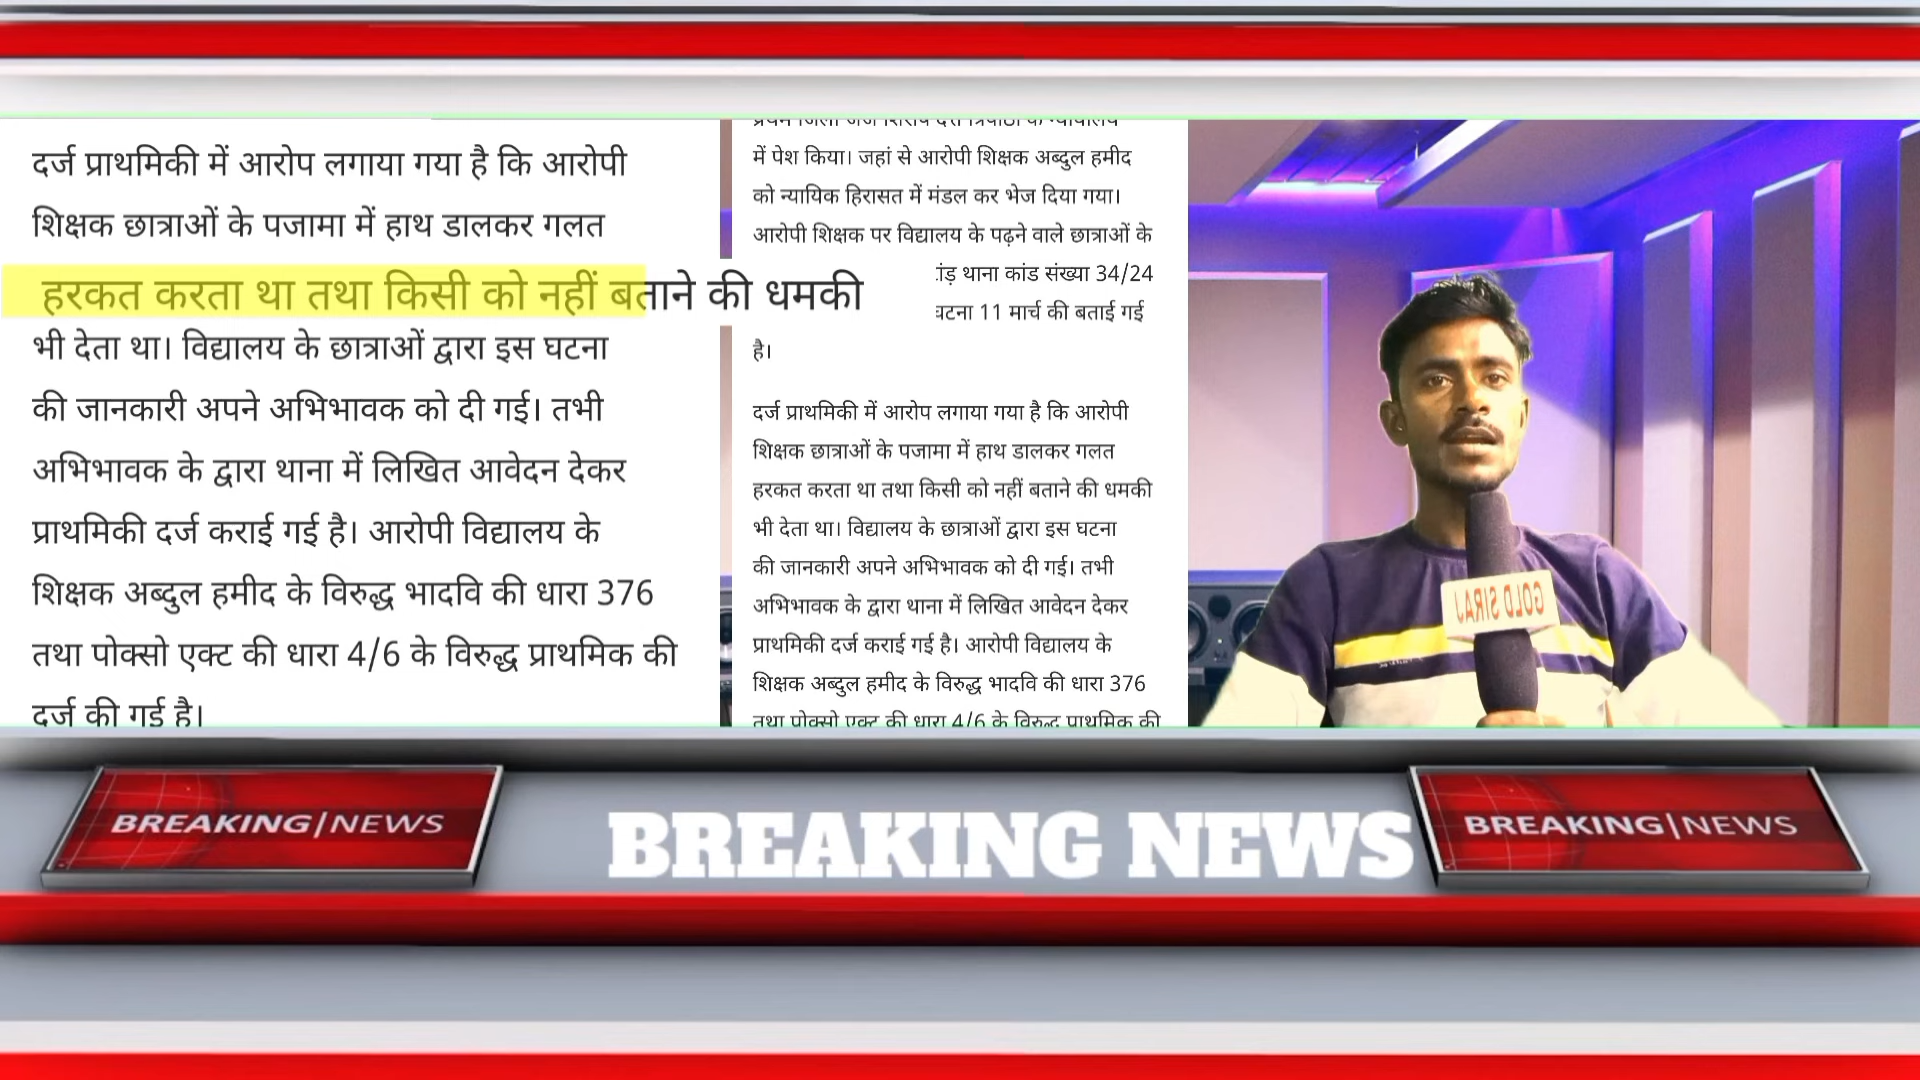 दर्ज प्राथमिकी में आरोप लगाया गया है कि आरोपी
शिक्षक छात्राओं के पजामा में हाथ डालकर गलत
हरकत करता था तथा किसी को नहीं बताने की धमकी
भी देता था। विद्यालय के छात्राओं द्वारा इस घटना
की जानकारी अपने अभिभावक को दी गई। तभी
अभिभावक के द्वारा थाना में लिखित आवेदन देकर
प्राथमिकी दर्ज कराई गई है। आरोपी विद्यालय के
शिक्षक अब्दुल हमीद के विरुद्ध भादवि की धारा 376
तथा पोक्सो एक्ट की धारा 4/6 के विरुद्ध प्राथमिक की
दर्ज की गई है।
में पेश किया। जहां से आरोपी शिक्षक अब्दुल हमीद
को न्यायिक हिरासत में मंडल कर भेज दिया गया।
आरोपी शिक्षक पर विद्यालय के पढ़ने वाले छात्राओं के
थाना कांड संख्या 34/24
11 मार्च की बताई गई
है।
दर्ज प्राथमिकी में आरोप लगाया गया है कि आरोपी
शिक्षक छात्राओं के पजामा में हाथ डालकर गलत
हरकत करता था तथा किसी को नहीं बताने की धमकी
भी देता था। विद्यालय के छात्राओं द्वारा इस घटना
की जानकारी अपने अभिभावक को दी गई। तभी
अभिभावक के द्वारा थाना में लिखित आवेदन देकर
प्राथमिकी दर्ज कराई गई है। आरोपी विद्यालय के
शिक्षक अब्दुल हमीद के विरुद्ध भादवि की धारा 376
तथा पोक्सो एक्ट की धारा 4/6 के विरुद्ध प्राथमिक की
GOLD SIRAJ
BREAKING|NEWS
BREAKING NEWS
BREAKING|NEWS